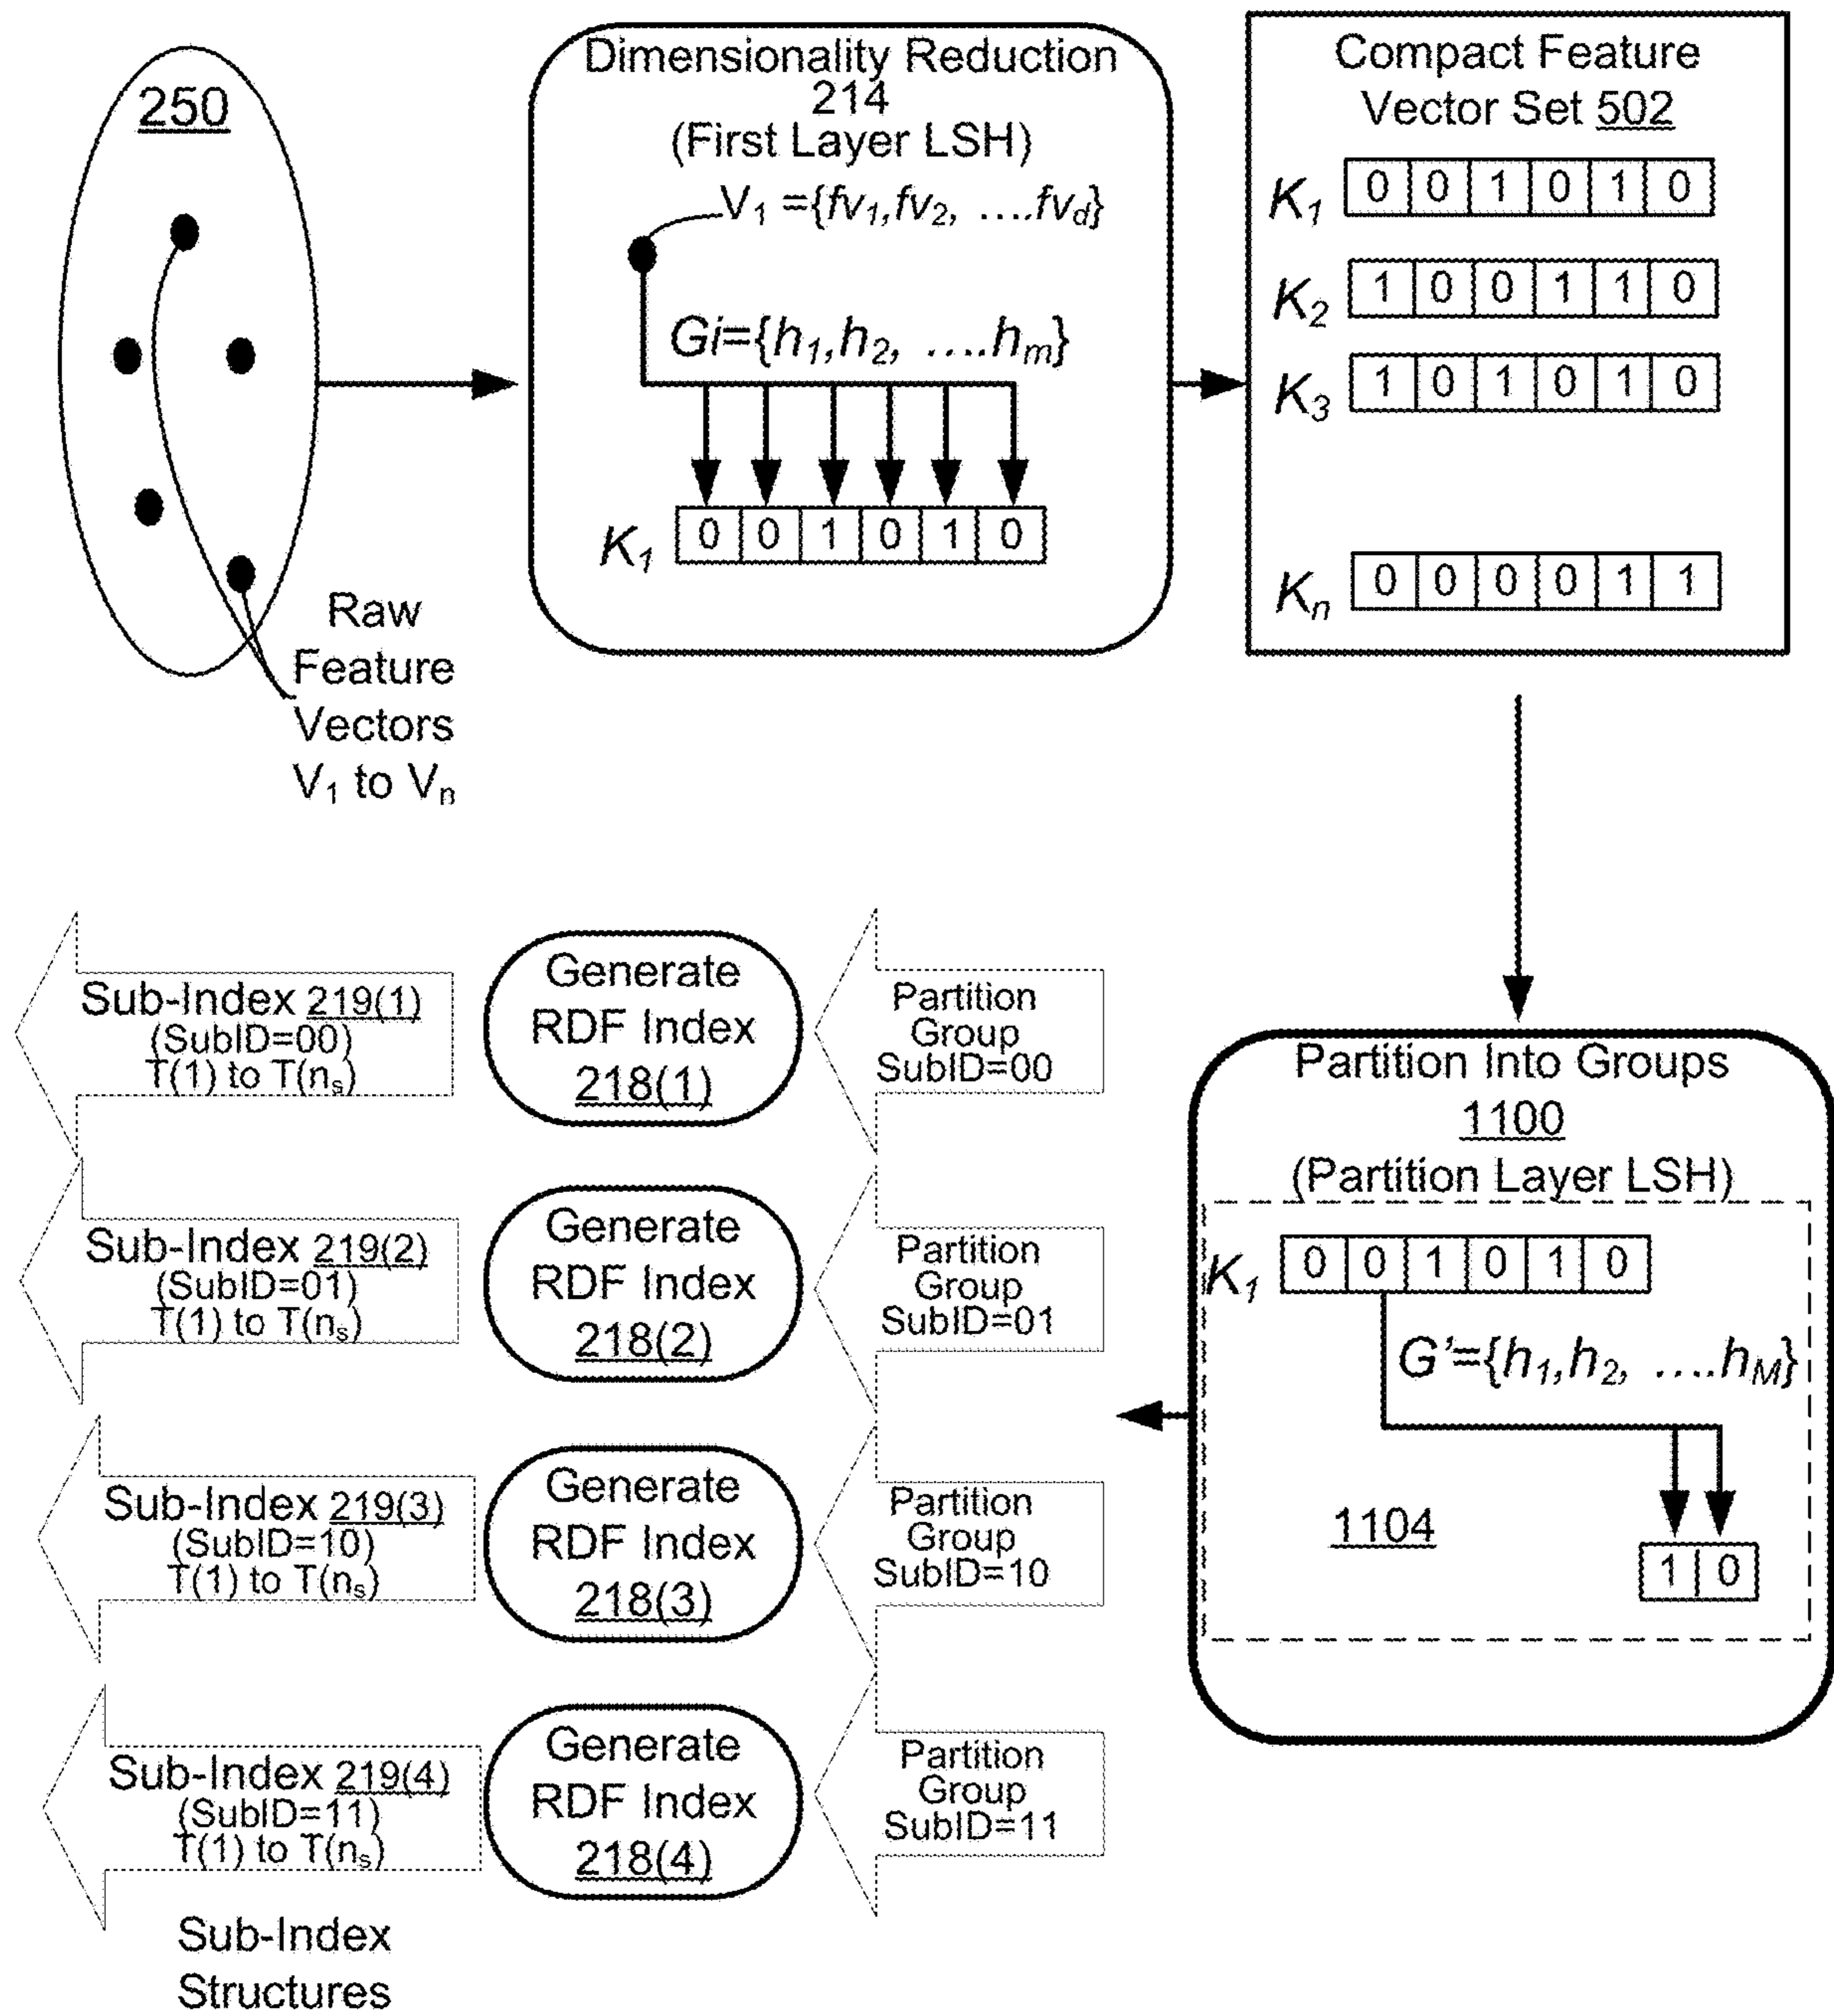 250
Raw
Feature
Vectors
V₁ to Vₙ
Dimensionality Reduction
214
(First Layer LSH)
V₁ ={fv₁,fv₂, ....fv_d}
Gi={h₁,h₂, ....hₘ}
K₁ 0 0 1 0 1 0
Compact Feature
Vector Set 502
K₁ 0 0 1 0 1 0
K₂ 1 0 0 1 1 0
K₃ 1 0 1 0 1 0
Kₙ 0 0 0 0 1 1
Partition Into Groups
1100
(Partition Layer LSH)
K₁ 0 0 1 0 1 0
G’={h₁,h₂, ....h_M}
1104
1 0
Partition
Group
SubID=00
Generate
RDF Index
218(1)
Sub-Index 219(1)
(SubID=00)
T(1) to T(nₛ)
Partition
Group
SubID=01
Generate
RDF Index
218(2)
Sub-Index 219(2)
(SubID=01)
T(1) to T(nₛ)
Partition
Group
SubID=10
Generate
RDF Index
218(3)
Sub-Index 219(3)
(SubID=10)
T(1) to T(nₛ)
Partition
Group
SubID=11
Generate
RDF Index
218(4)
Sub-Index 219(4)
(SubID=11)
T(1) to T(nₛ)
Sub-Index
Structures